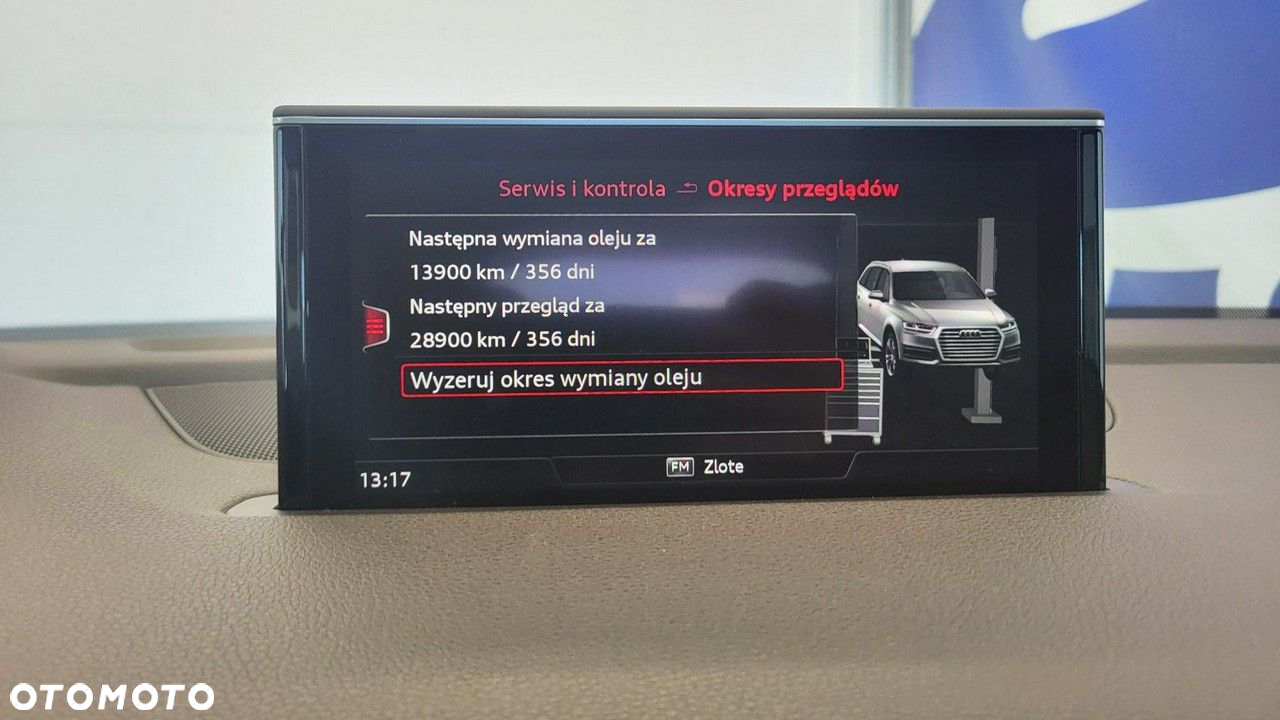 Serwis i kontrola Okresy przeglądów
Następna wymiana oleju za
13900 km / 356 dni
Następny przegląd za
28900 km / 356 dni
Wyzeruj okres wymiany oleju
13:17
FM Zlote
OTOMOTO